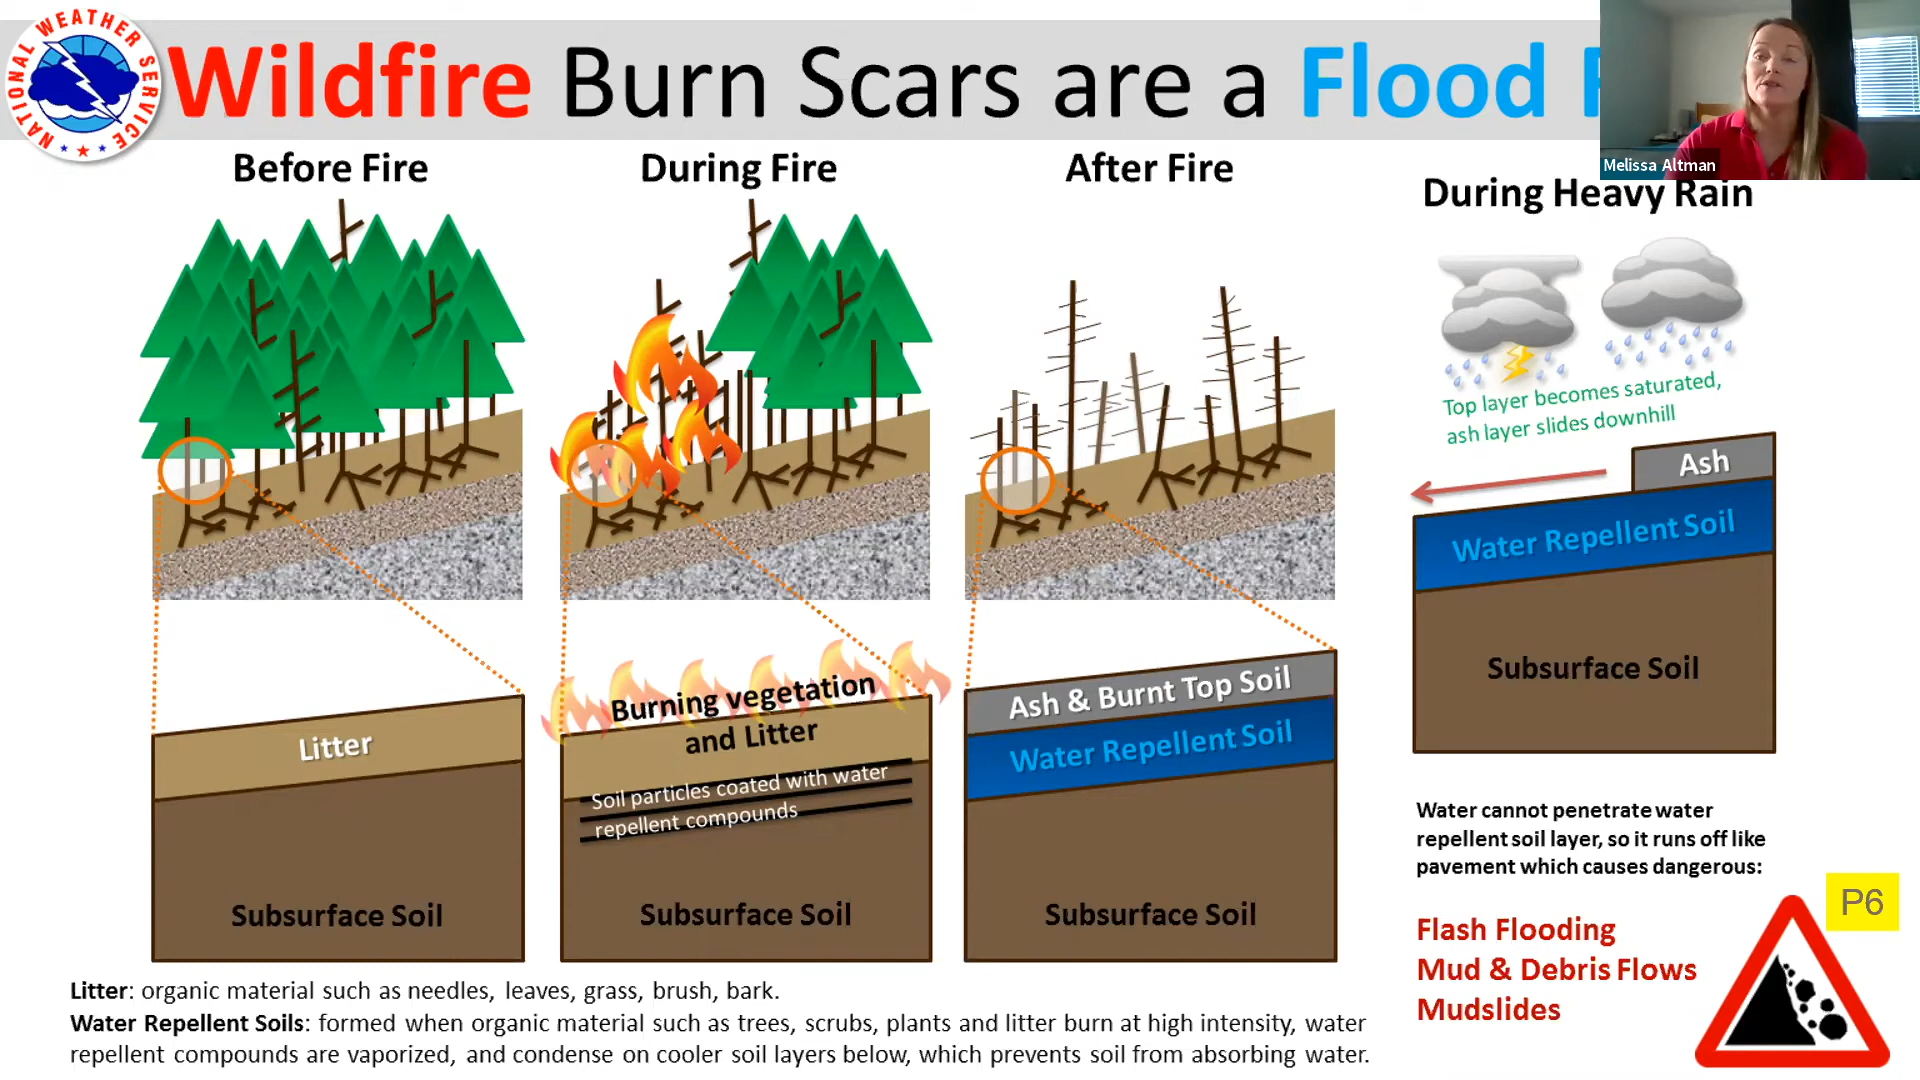 NATIONAL WEATHER SERVICE
Wildfire Burn Scars are a Flood
Melissa Altman
Before Fire
During Fire
After Fire
During Heavy Rain
Top layer becomes saturated,
ash layer slides downhill
Ash
Water Repellent Soil
Subsurface Soil
Litter
Subsurface Soil
Burning vegetation
and Litter
Soil particles coated with water
repellent compounds
Subsurface Soil
Ash & Burnt Top Soil
Water Repellent Soil
Subsurface Soil
Water cannot penetrate water
repellent soil layer, so it runs off like
pavement which causes dangerous:
P6
Flash Flooding
Mud & Debris Flows
Mudslides
Litter: organic material such as needles, leaves, grass, brush, bark.
Water Repellent Soils: formed when organic material such as trees, scrubs, plants and litter burn at high intensity, water
repellent compounds are vaporized, and condense on cooler soil layers below, which prevents soil from absorbing water.